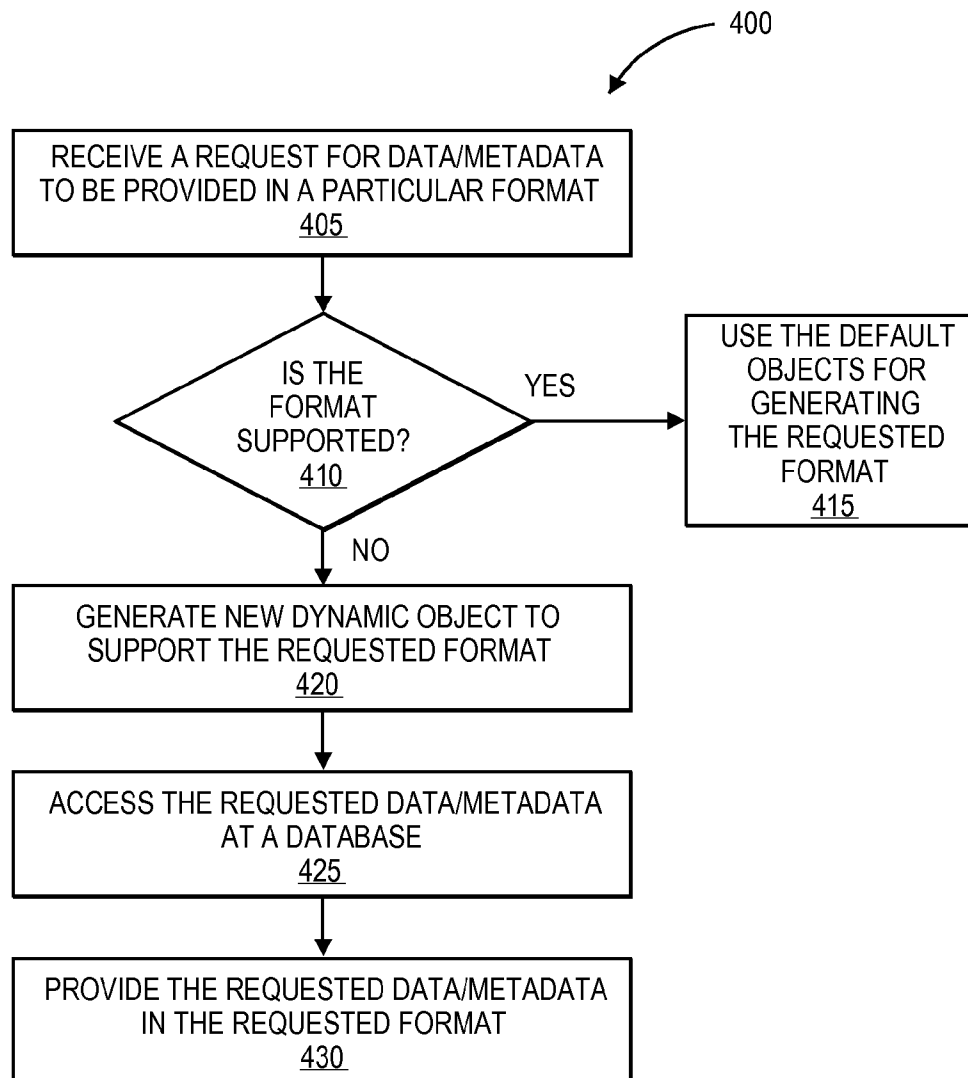 400
RECEIVE A REQUEST FOR DATA/METADATA
TO BE PROVIDED IN A PARTICULAR FORMAT
405
IS THE
FORMAT
SUPPORTED?
410
YES
USE THE DEFAULT
OBJECTS FOR
GENERATING
THE REQUESTED
FORMAT
415
NO
GENERATE NEW DYNAMIC OBJECT TO
SUPPORT THE REQUESTED FORMAT
420
ACCESS THE REQUESTED DATA/METADATA
AT A DATABASE
425
PROVIDE THE REQUESTED DATA/METADATA
IN THE REQUESTED FORMAT
430